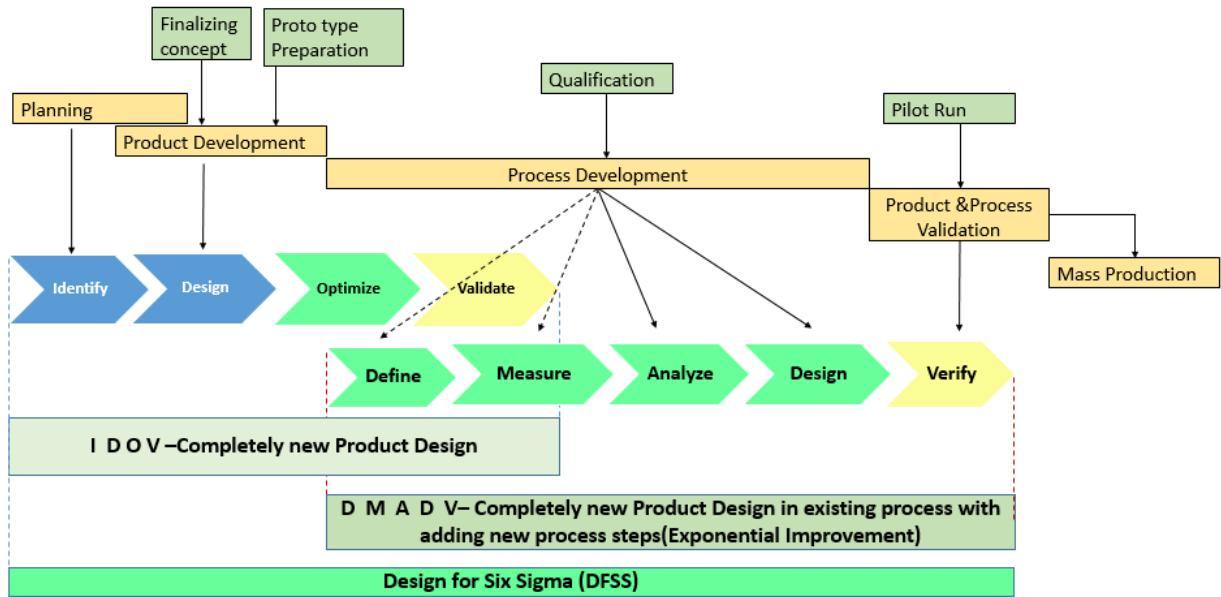 Finalizing
concept
Proto type
Preparation
Qualification
Planning
Pilot Run
Product Development
Process Development
Product &Process
Validation
Mass Production
Identify
Design
Optimize
Validate
Define
Measure
Analyze
Design
Verify
I D O V –Completely new Product Design
D M A D V– Completely new Product Design in existing process with
adding new process steps(Exponential Improvement)
Design for Six Sigma (DFSS)